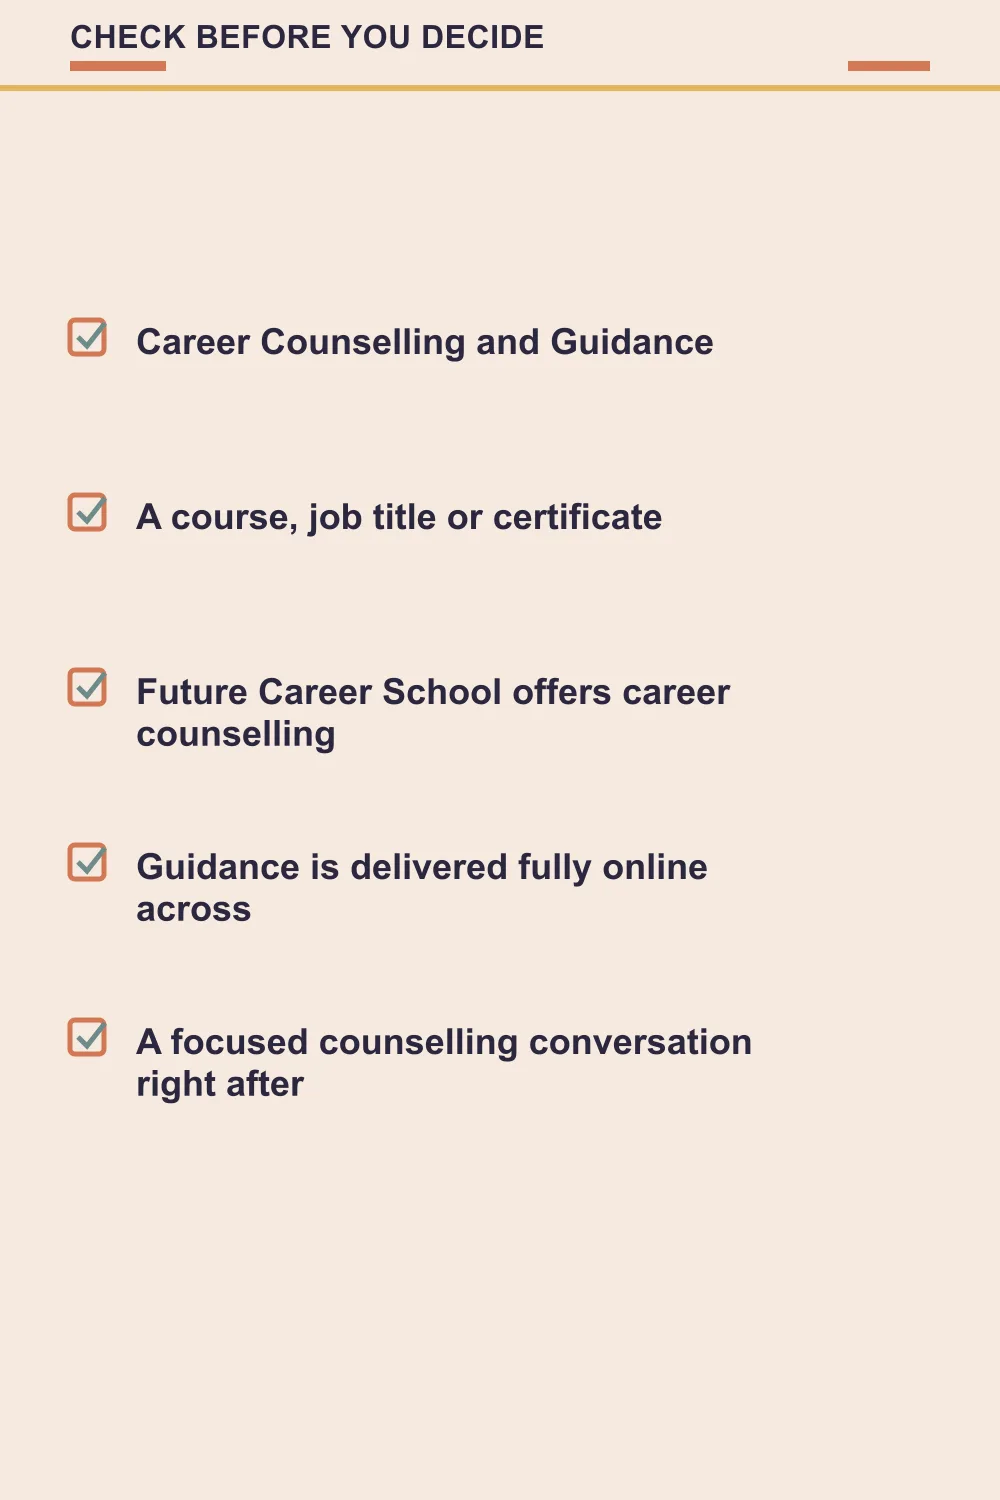 CHECK BEFORE YOU DECIDE
Career Counselling and Guidance
A course, job title or certificate
Future Career School offers career
counselling
Guidance is delivered fully online
across
A focused counselling conversation
right after